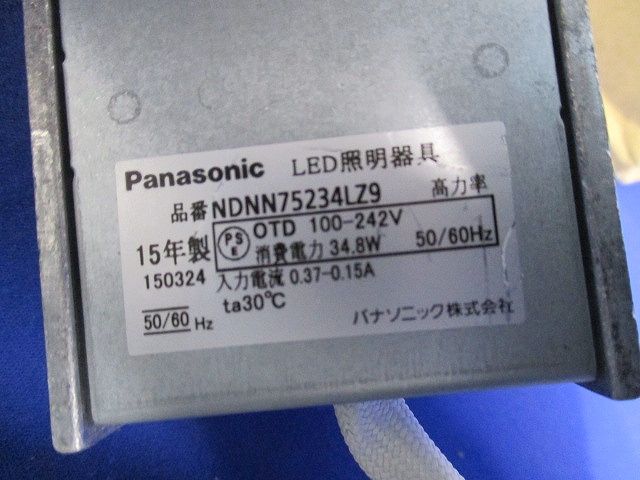 Panasonic LED照明器具
品番 NDNN75234LZ9 高力率
15年製 PSE OTD 100-242V
消費電力 34.8W 50/60Hz
150324 入力電流 0.37-0.15A
ta30℃
50/60 Hz パナソニック株式会社